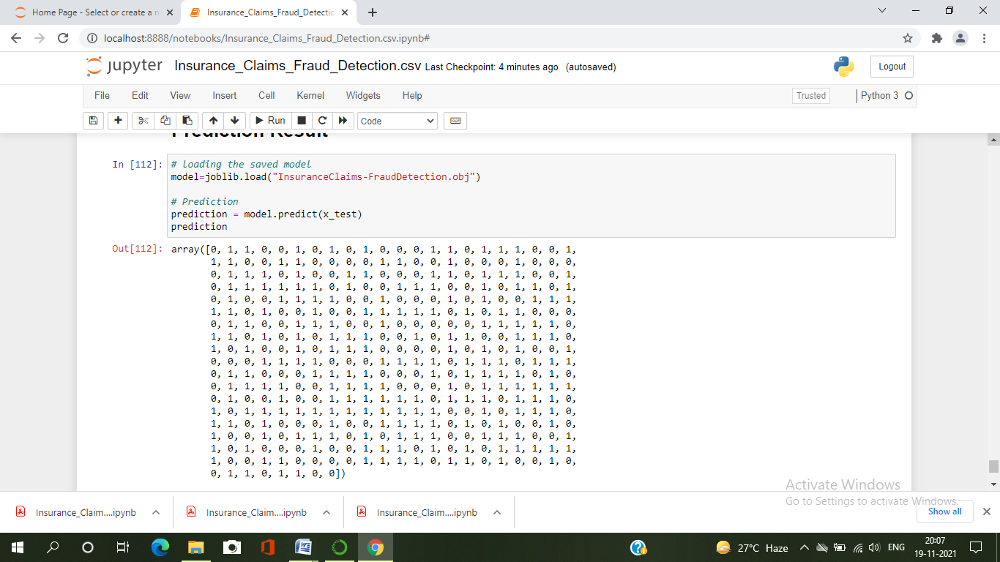 Home Page - Select or create a n
Insurance_Claims_Fraud_Detectio
localhost:8888/notebooks/Insurance_Claims_Fraud_Detection.csv.ipynb#
jupyter Insurance_Claims_Fraud_Detection.csv Last Checkpoint: 4 minutes ago (autosaved)
Logout
File Edit View Insert Cell Kernel Widgets Help
Trusted Python 3
Run Code
Prediction Result
In [112]: # Loading the saved model
model=joblib.load("InsuranceClaims-FraudDetection.obj")
# Prediction
prediction = model.predict(x_test)
prediction
Out[112]: array([0, 1, 1, 0, 0, 1, 0, 1, 0, 1, 0, 0, 0, 1, 1, 0, 1, 1, 1, 0, 0, 1,
1, 1, 0, 0, 1, 1, 0, 0, 0, 0, 1, 1, 0, 0, 1, 0, 0, 0, 1, 0, 0, 0,
0, 1, 1, 1, 0, 1, 0, 0, 1, 1, 0, 0, 0, 1, 1, 0, 1, 1, 1, 0, 0, 1,
0, 1, 1, 1, 1, 1, 1, 0, 1, 0, 0, 1, 1, 1, 0, 0, 1, 0, 1, 1, 0, 1,
0, 1, 0, 0, 1, 1, 1, 1, 0, 0, 1, 0, 0, 0, 1, 0, 1, 0, 0, 1, 1, 1,
1, 1, 0, 1, 0, 0, 1, 0, 0, 1, 1, 1, 1, 1, 0, 1, 0, 1, 1, 0, 0, 0,
0, 1, 1, 0, 0, 1, 1, 1, 0, 0, 1, 0, 0, 0, 0, 0, 1, 1, 1, 1, 1, 0,
1, 1, 0, 1, 0, 1, 0, 1, 1, 1, 0, 0, 1, 0, 1, 1, 0, 0, 1, 1, 1, 0,
1, 0, 1, 0, 0, 1, 0, 1, 1, 1, 0, 0, 0, 0, 1, 0, 1, 0, 1, 0, 0, 1,
0, 0, 0, 1, 1, 1, 1, 0, 0, 0, 1, 1, 1, 1, 0, 1, 1, 1, 0, 1, 1, 1,
0, 1, 1, 0, 0, 0, 1, 1, 1, 1, 0, 0, 0, 1, 0, 1, 1, 1, 1, 0, 1, 0,
0, 1, 1, 1, 1, 0, 0, 1, 1, 1, 1, 0, 0, 0, 1, 0, 1, 1, 1, 1, 1, 1,
0, 1, 0, 0, 1, 0, 0, 1, 1, 1, 1, 1, 1, 0, 1, 1, 1, 0, 1, 1, 1, 0,
1, 0, 1, 1, 1, 1, 1, 1, 1, 1, 1, 1, 1, 1, 0, 0, 1, 0, 1, 1, 1, 0,
1, 1, 0, 1, 0, 0, 0, 1, 0, 0, 1, 1, 1, 1, 0, 1, 0, 1, 0, 0, 1, 0,
1, 0, 0, 1, 0, 1, 1, 1, 0, 1, 0, 1, 1, 1, 0, 0, 1, 1, 1, 0, 0, 1,
1, 0, 1, 0, 0, 0, 1, 0, 0, 1, 1, 1, 0, 1, 0, 1, 0, 1, 1, 1, 1, 1,
1, 0, 0, 1, 1, 0, 0, 0, 0, 1, 1, 1, 1, 0, 1, 1, 0, 1, 0, 0, 1, 0,
0, 1, 1, 0, 1, 1, 0, 0])
Activate Windows
Go to Settings to activate Windows.
Insurance_Claim....ipynb
Insurance_Claim....ipynb
Insurance_Claim....ipynb
Show all
27°C Haze
ENG
20:07
19-11-2021